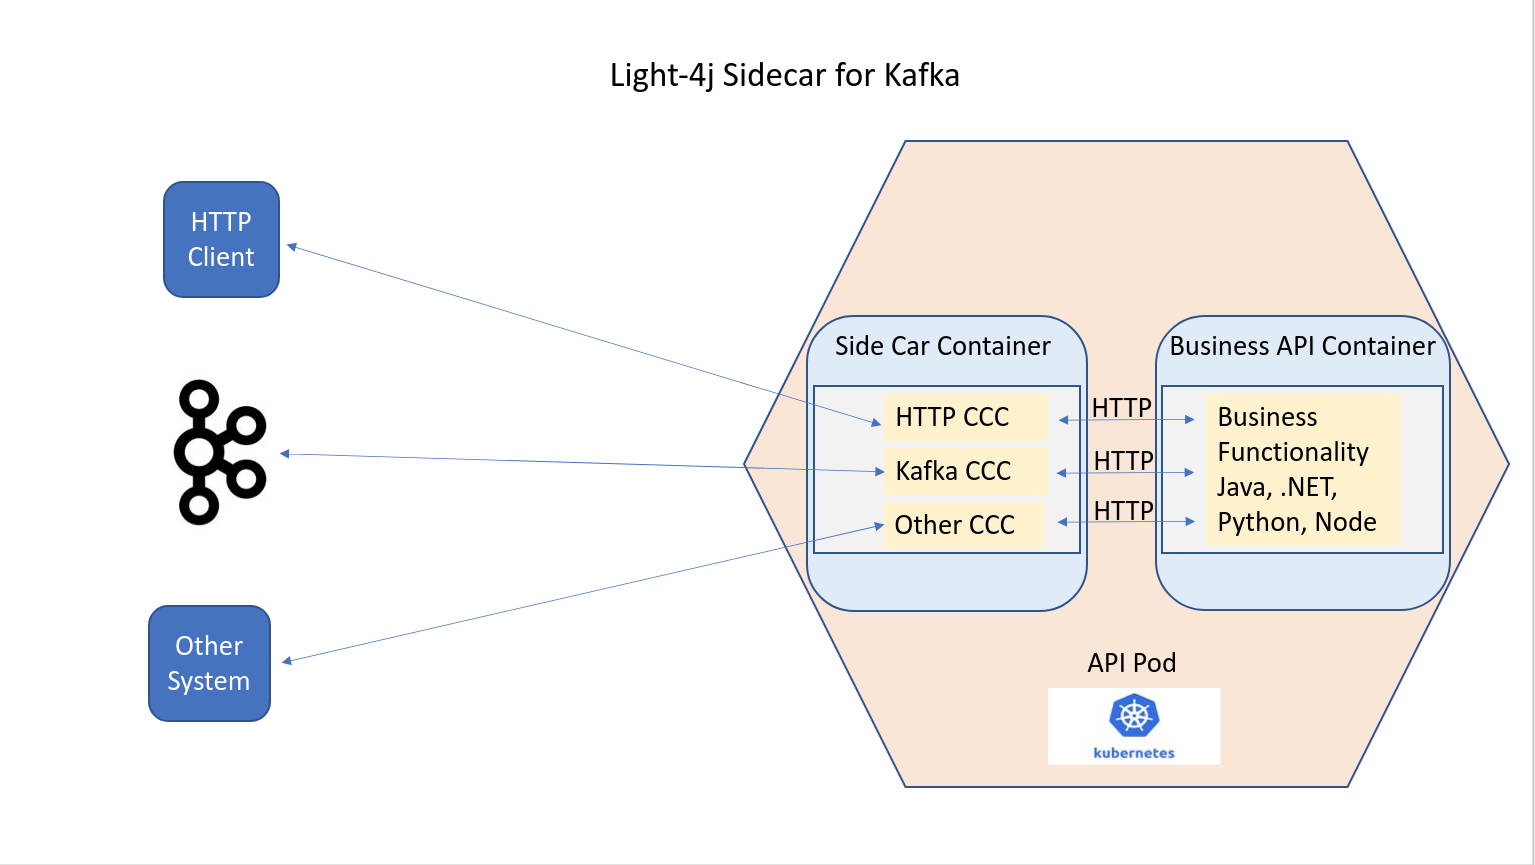 Light-4j Sidecar for Kafka
HTTP
Client
Other
System
Side Car Container
HTTP CCC
Kafka CCC
Other CCC
HTTP
HTTP
HTTP
Business API Container
Business
Functionality
Java, .NET,
Python, Node
API Pod
kubernetes